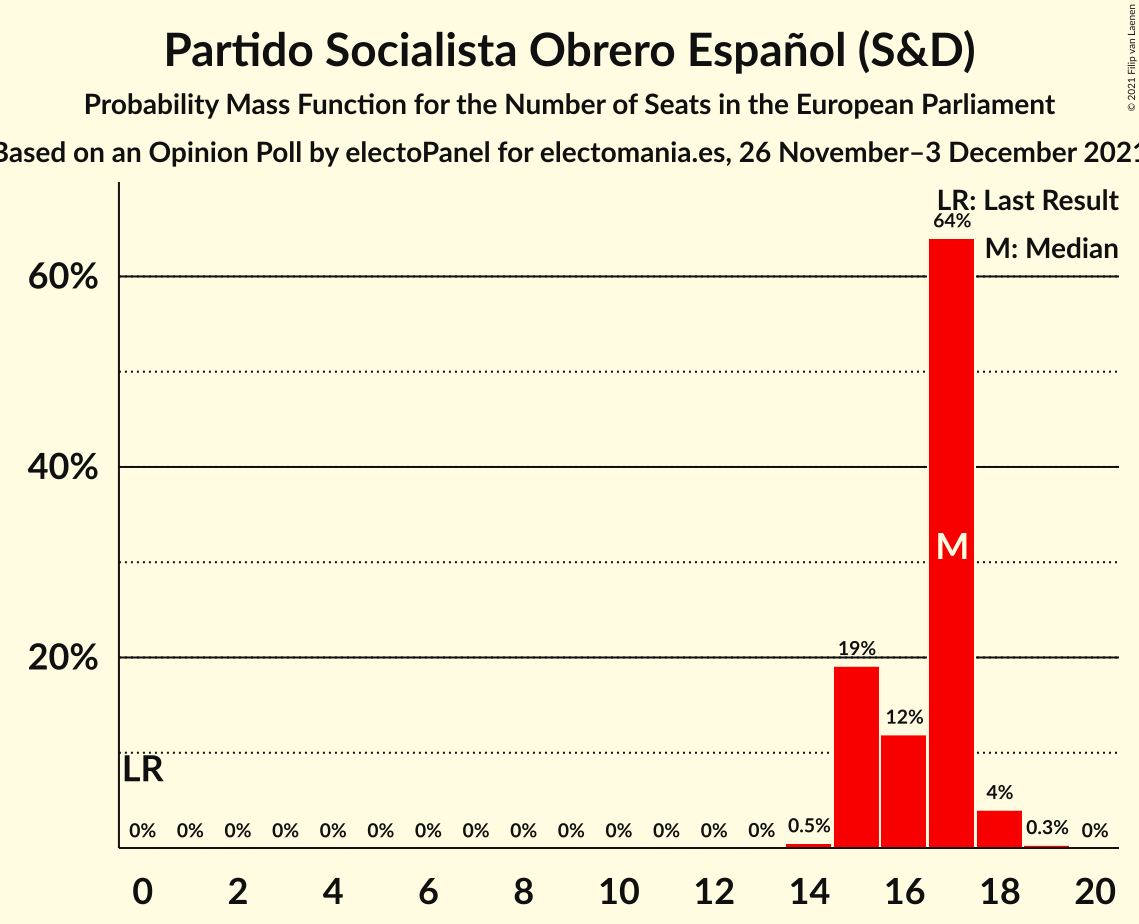 Partido Socialista Obrero Español (S&D)
Probability Mass Function for the Number of Seats in the European Parliament
Based on an Opinion Poll by electoPanel for electomania.es, 26 November–3 December 2021
© 2021 Filip van Laenen
LR: Last Result
M: Median
60%
40%
20%
64%
M
19%
12%
4%
LR
0% 0% 0% 0% 0% 0% 0% 0% 0% 0% 0% 0% 0% 0% 0.5% 0.3% 0%
0 2 4 6 8 10 12 14 16 18 20